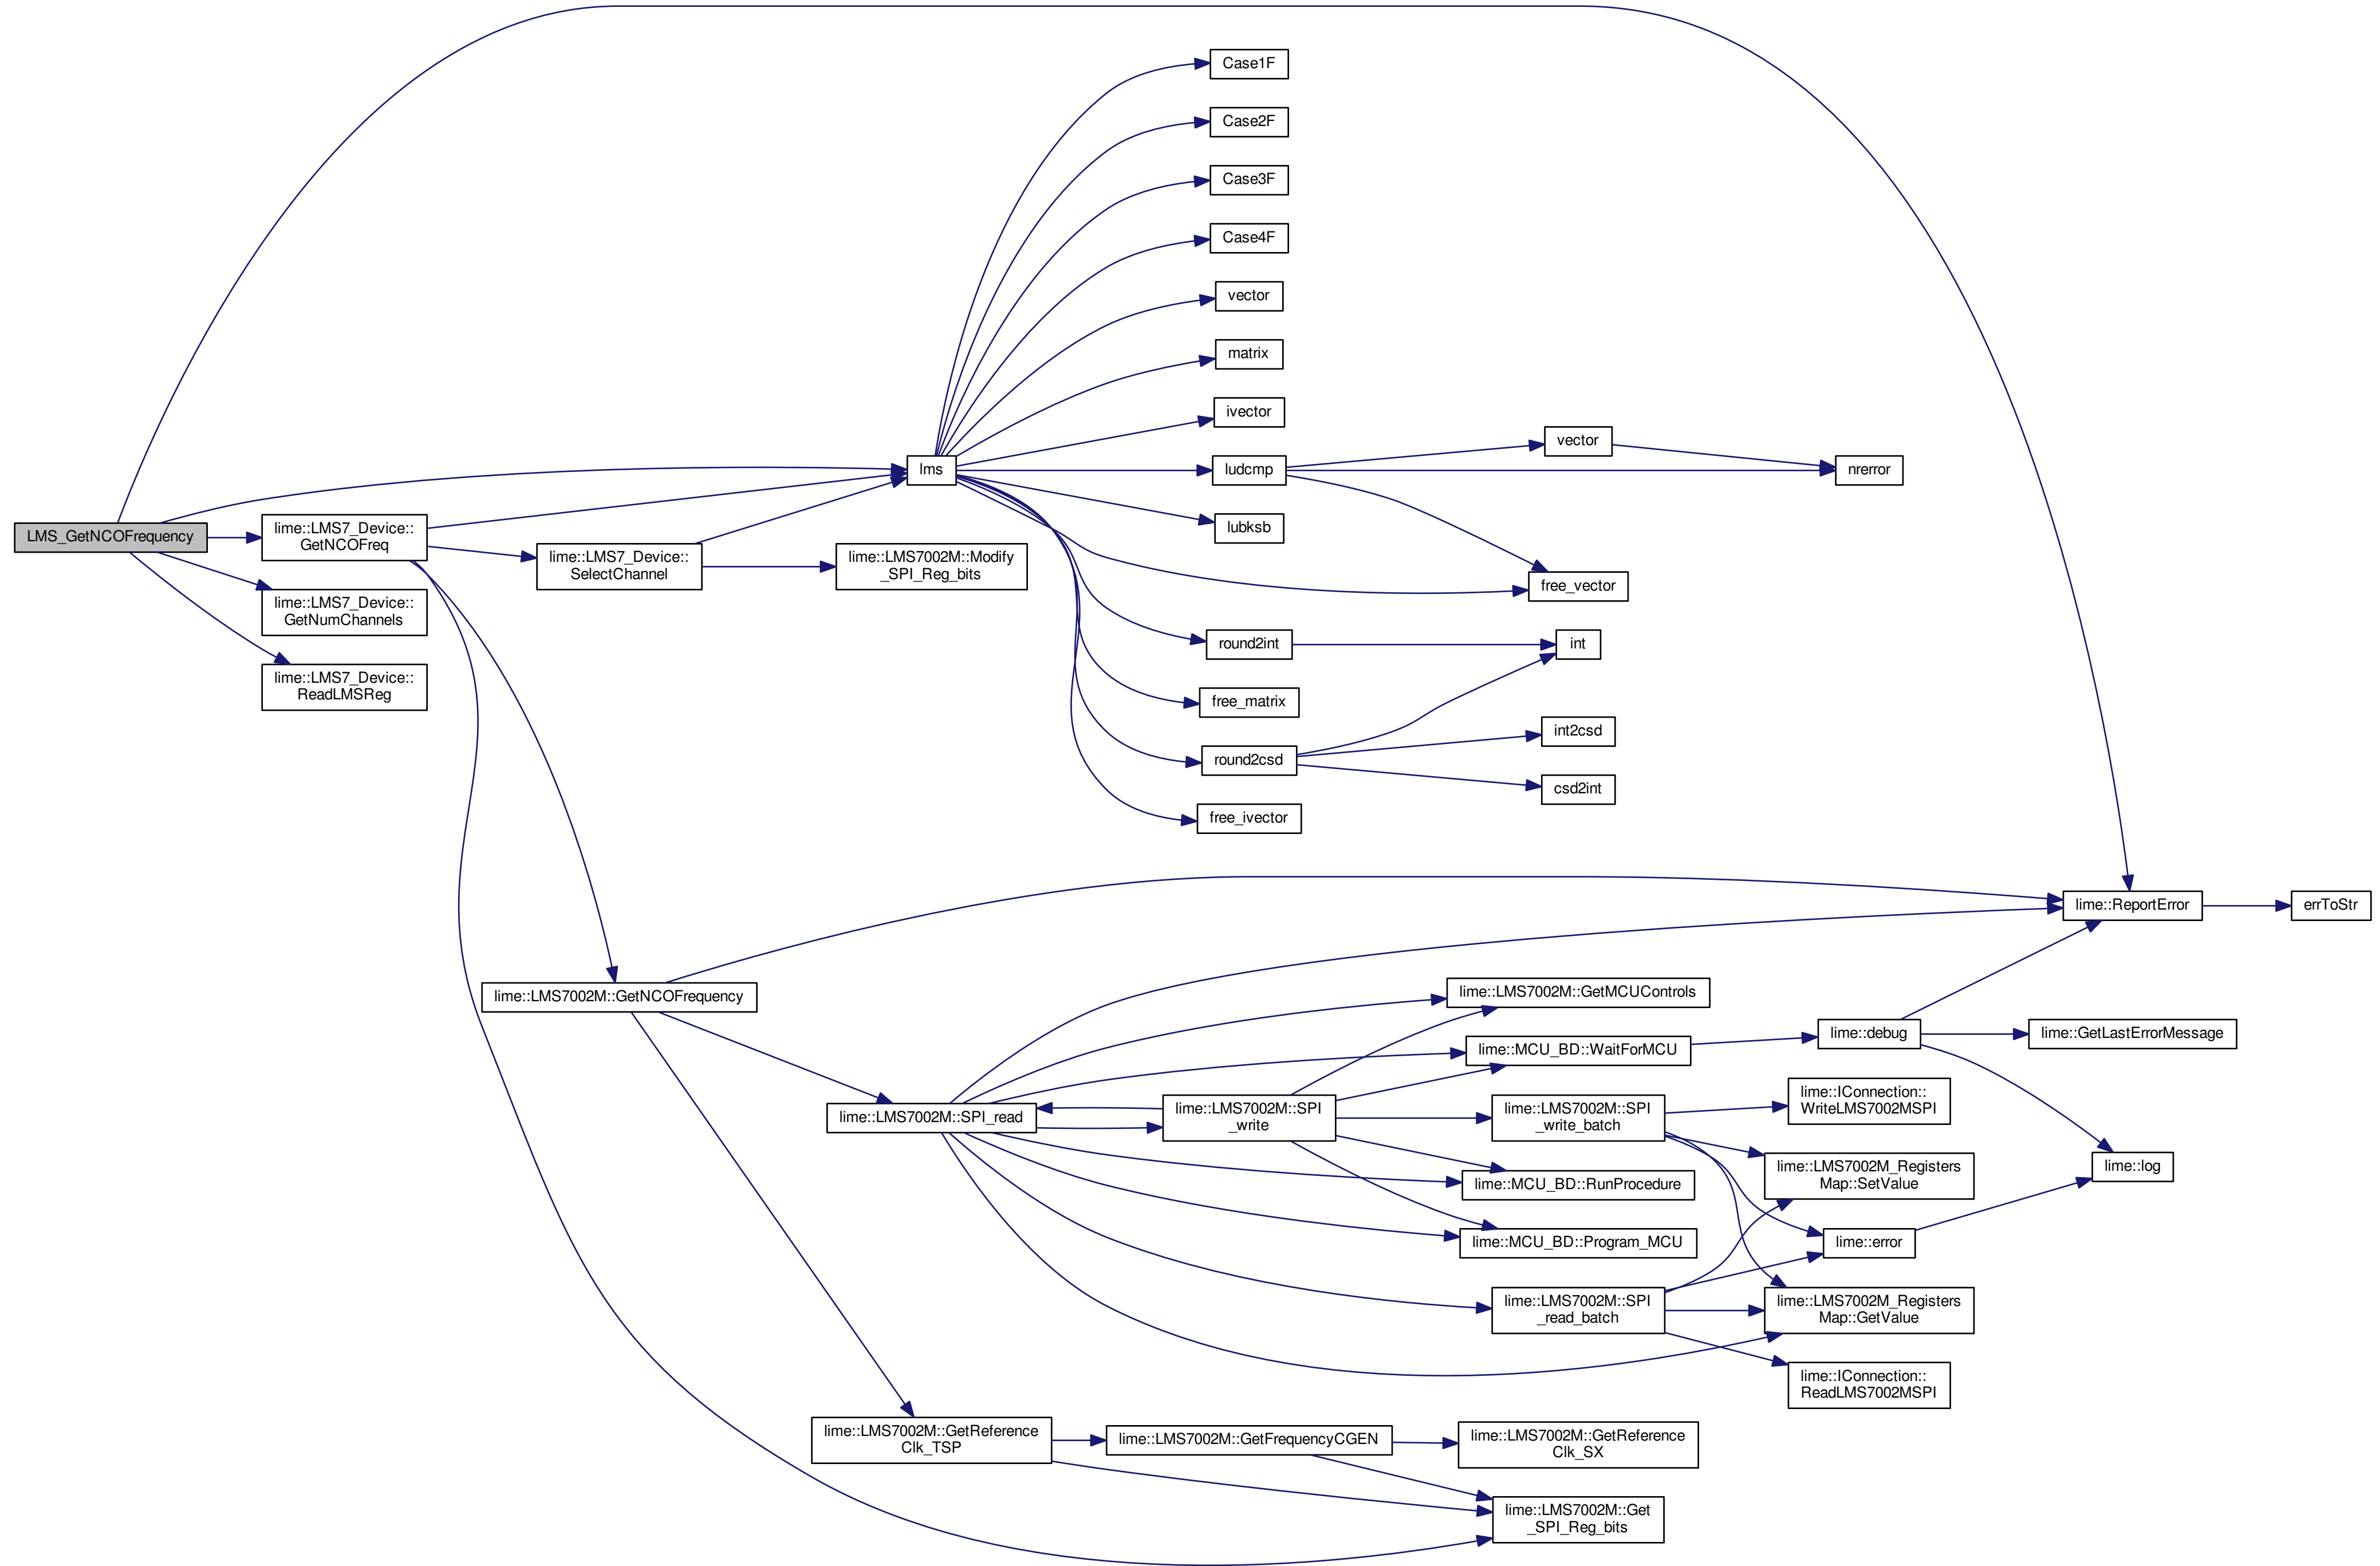 Case1F
Case2F
Case3F
Case4F
vector
matrix
ivector
vector
lms
ludcmp
nrerror
LMS_GetNCOFrequency
lime::LMS7_Device::
GetNCOFreq
lubksb
lime::LMS7_Device::
SelectChannel
lime::LMS7002M::Modify
_SPI_Reg_bits
free_vector
lime::LMS7_Device::
GetNumChannels
round2int
int
lime::LMS7_Device::
ReadLMSReg
free_matrix
int2csd
round2csd
csd2int
free_ivector
lime::ReportError
errToStr
lime::LMS7002M::GetNCOFrequency
lime::LMS7002M::GetMCUControls
lime::debug
lime::GetLastErrorMessage
lime::MCU_BD::WaitForMCU
lime::LMS7002M::SPI_read
lime::LMS7002M::SPI
_write
lime::LMS7002M::SPI
_write_batch
lime::IConnection::
WriteLMS7002MSPI
lime::log
lime::MCU_BD::RunProcedure
lime::LMS7002M_Registers
Map::SetValue
lime::MCU_BD::Program_MCU
lime::error
lime::LMS7002M::SPI
_read_batch
lime::LMS7002M_Registers
Map::GetValue
lime::IConnection::
ReadLMS7002MSPI
lime::LMS7002M::GetReference
Clk_TSP
lime::LMS7002M::GetFrequencyCGEN
lime::LMS7002M::GetReference
Clk_SX
lime::LMS7002M::Get
_SPI_Reg_bits